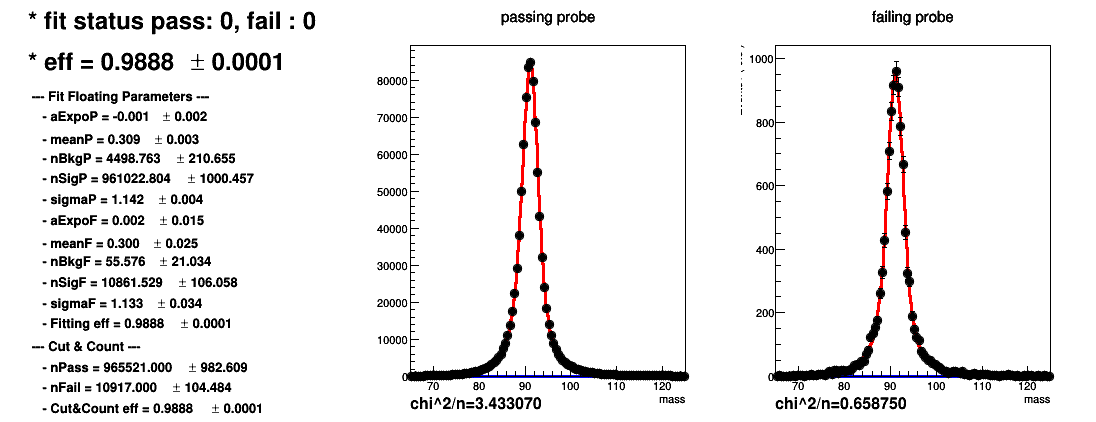 * fit status pass: 0, fail : 0
* eff = 0.9888 ± 0.0001
--- Fit Floating Parameters ---
- aExpoP = -0.001 ± 0.002
- meanP = 0.309 ± 0.003
- nBkgP = 4498.763 ± 210.655
- nSigP = 961022.804 ± 1000.457
- sigmaP = 1.142 ± 0.004
- aExpoF = 0.002 ± 0.015
- meanF = 0.300 ± 0.025
- nBkgF = 55.576 ± 21.034
- nSigF = 10861.529 ± 106.058
- sigmaF = 1.133 ± 0.034
- Fitting eff = 0.9888 ± 0.0001
--- Cut & Count ---
- nPass = 965521.000 ± 982.609
- nFail = 10917.000 ± 104.484
- Cut&Count eff = 0.9888 ± 0.0001
passing probe
80000
70000
60000
50000
40000
30000
20000
10000
0
70 80 90 100 110 120
mass
chi^2/n=3.433070
failing probe
1000
800
600
400
200
0
70 80 90 100 110 120
mass
chi^2/n=0.658750